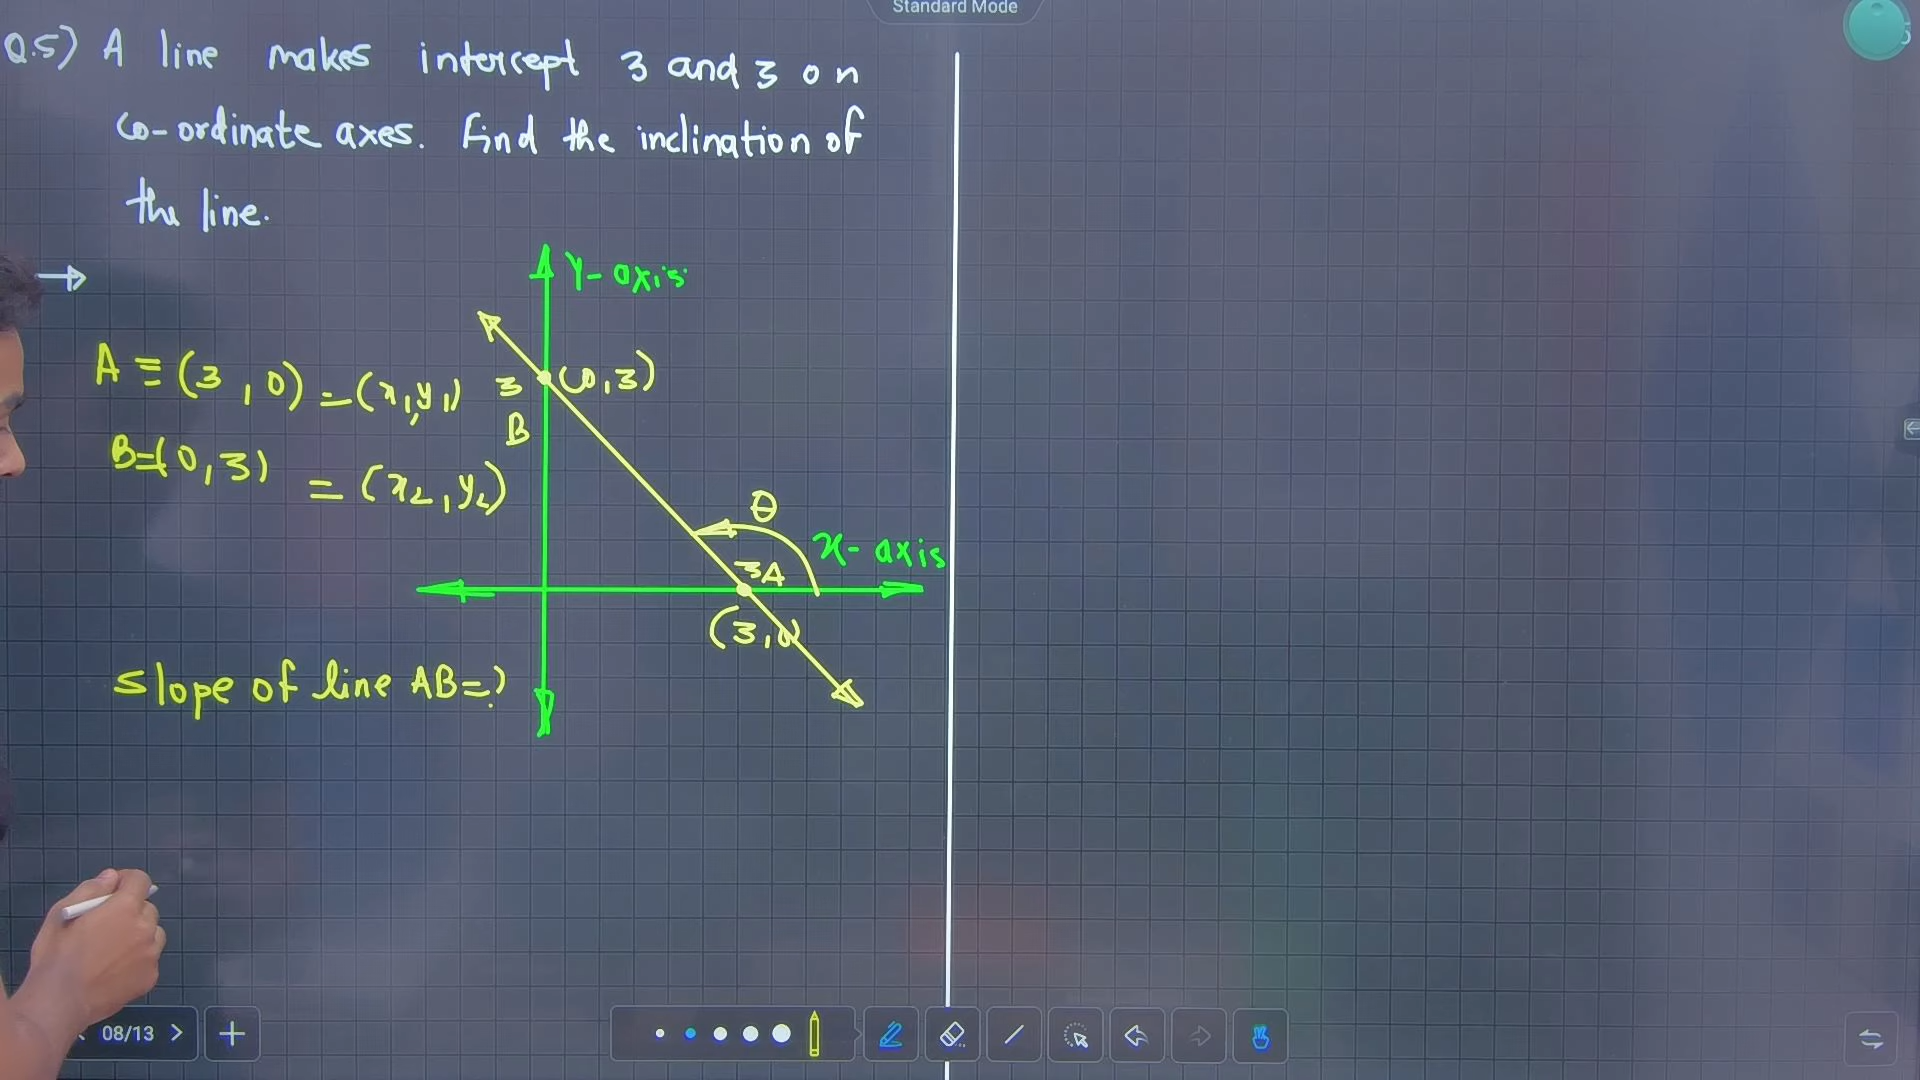 Standard Mode
Q.5) A line makes intercept 3 and 3 on
co-ordinate axes. Find the inclination of
the line.
→
Y-axis
A ≡ (3, 0) = (x₁, y₁)
3 (0,3)
B
B=(0,3) = (x₂, y₂)
θ
x-axis
3A
(3,0)
slope of line AB=?
08/13